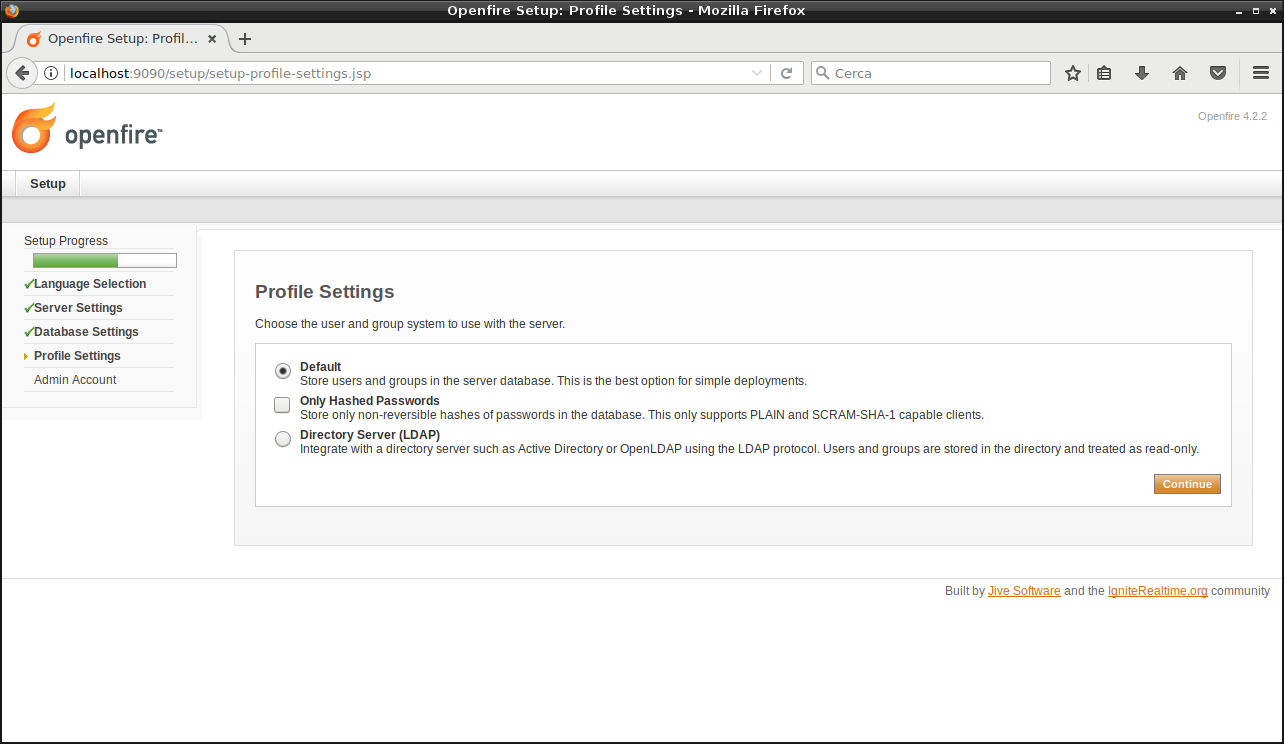 Openfire Setup: Profile Settings - Mozilla Firefox
Openfire Setup: Profil...
localhost:9090/setup/setup-profile-settings.jsp
Cerca
openfire™
Openfire 4.2.2
Setup
Setup Progress
Language Selection
Server Settings
Database Settings
Profile Settings
Admin Account
Profile Settings
Choose the user and group system to use with the server.
Default
Store users and groups in the server database. This is the best option for simple deployments.
Only Hashed Passwords
Store only non-reversible hashes of passwords in the database. This only supports PLAIN and SCRAM-SHA-1 capable clients.
Directory Server (LDAP)
Integrate with a directory server such as Active Directory or OpenLDAP using the LDAP protocol. Users and groups are stored in the directory and treated as read-only.
Continue
Built by Jive Software and the IgniteRealtime.org community